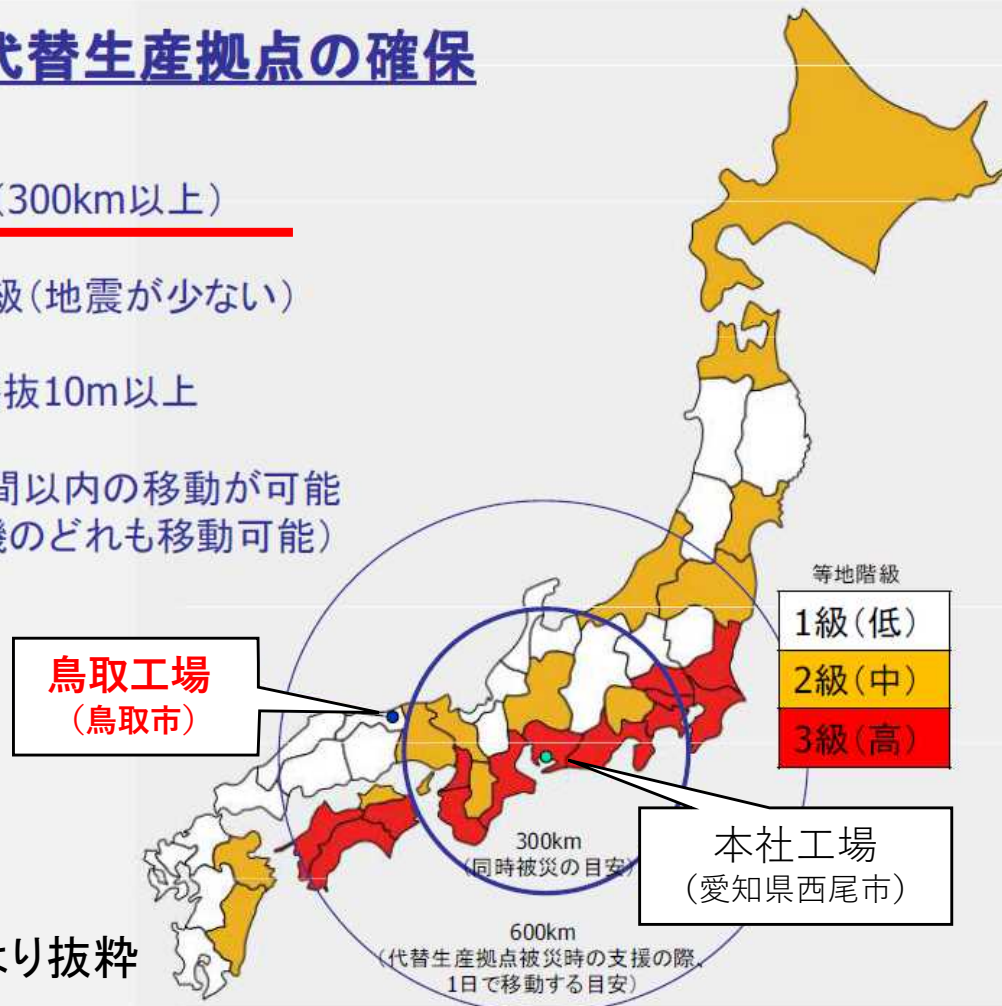 代替生産拠点の確保
（300km以上）
級（地震が少ない）
抜10m以上
間以内の移動が可能
機のどれも移動可能）
鳥取工場
（鳥取市）
等地階級
1級（低）
2級（中）
3級（高）
300km
（同時被災の目安）
本社工場
（愛知県西尾市）
600km
（代替生産拠点被災時の支援の際、
1日で移動する目安）
より抜粋